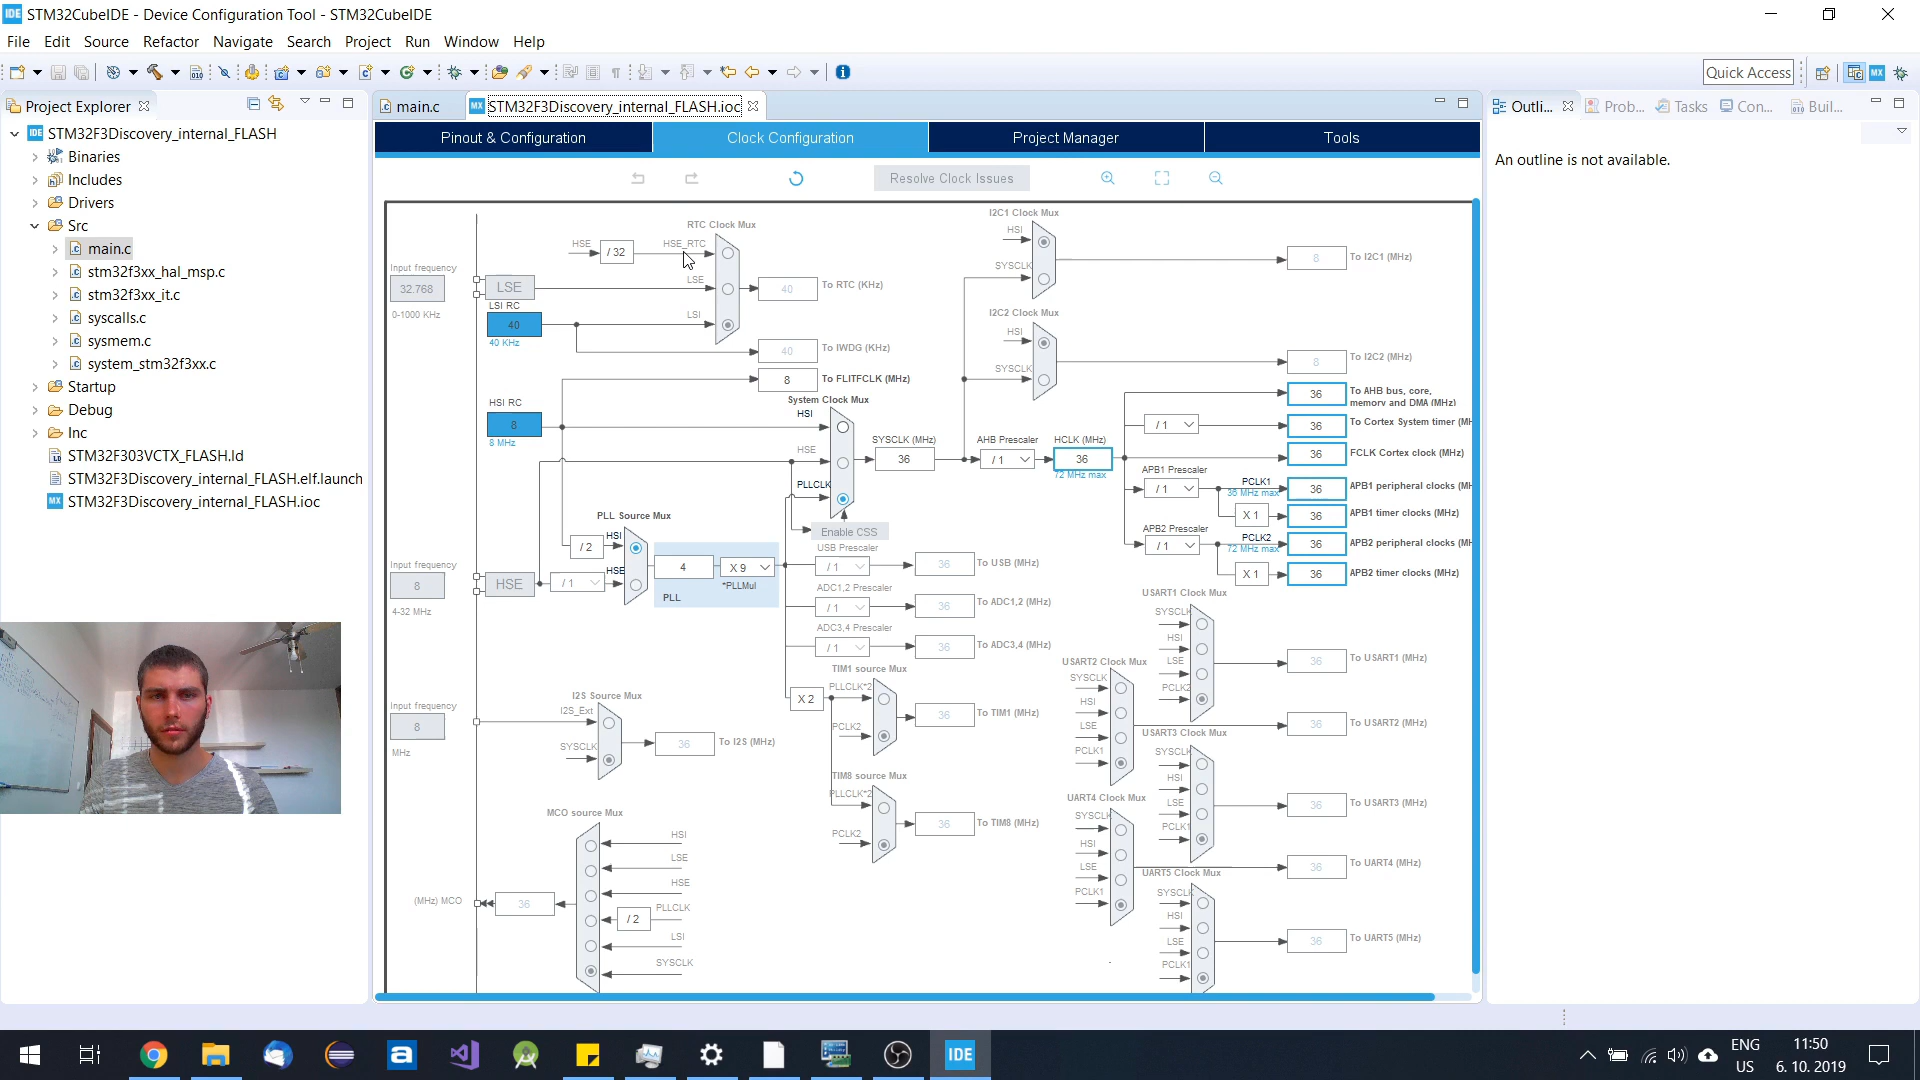 STM32CubeIDE - Device Configuration Tool - STM32CubeIDE
File Edit Source Refactor Navigate Search Project Run Window Help
Quick Access
Project Explorer
main.c
STM32F3Discovery_internal_FLASH.ioc
Outli... Prob... Tasks Con... Buil...
An outline is not available.
STM32F3Discovery_internal_FLASH
Binaries
Includes
Drivers
Src
main.c
stm32f3xx_hal_msp.c
stm32f3xx_it.c
syscalls.c
sysmem.c
system_stm32f3xx.c
Startup
Debug
Inc
STM32F303VCTX_FLASH.ld
STM32F3Discovery_internal_FLASH.elf.launch
STM32F3Discovery_internal_FLASH.ioc
Pinout & Configuration Clock Configuration Project Manager Tools
Resolve Clock Issues
RTC Clock Mux
HSE / 32 HSE_RTC
Input frequency
32.768 LSE LSE 40 To RTC (KHz)
0-1000 KHz
LSI RC
40 LSI
40 KHz
40 To IWDG (KHz)
8 To FLITFCLK (MHz)
I2C1 Clock Mux
HSI
SYSCLK
8 To I2C1 (MHz)
I2C2 Clock Mux
HSI
SYSCLK
8 To I2C2 (MHz)
System Clock Mux
HSI RC
8 HSI
8 MHz
HSE
PLLCLK
Enable CSS
SYSCLK (MHz)
36
AHB Prescaler
/ 1
HCLK (MHz)
36
72 MHz max
36 To AHB bus, core,
memory and DMA (MHz)
/ 1 36 To Cortex System timer (MH
36 FCLK Cortex clock (MHz)
APB1 Prescaler
/ 1 PCLK1
36 MHz max
36 APB1 peripheral clocks (MH
X 1 36 APB1 timer clocks (MHz)
APB2 Prescaler
/ 1 PCLK2
72 MHz max
36 APB2 peripheral clocks (MH
X 1 36 APB2 timer clocks (MHz)
PLL Source Mux
/ 2 HSI
Input frequency
8 HSE / 1 HSE
4-32 MHz
4 X 9
*PLLMul
PLL
USB Prescaler
/ 1 36 To USB (MHz)
ADC1,2 Prescaler
/ 1 36 To ADC1,2 (MHz)
ADC3,4 Prescaler
/ 1 36 To ADC3,4 (MHz)
TIM1 source Mux
X 2 PLLCLK*2
PCLK2
36 To TIM1 (MHz)
TIM8 source Mux
PLLCLK*2
PCLK2
36 To TIM8 (MHz)
I2S Source Mux
Input frequency
8 I2S_Ext
MHz
SYSCLK
36 To I2S (MHz)
MCO source Mux
HSI
LSE
HSE
PLLCLK
/ 2
LSI
SYSCLK
(MHz) MCO 36
USART1 Clock Mux
SYSCLK
HSI
LSE
PCLK2
36 To USART1 (MHz)
USART2 Clock Mux
SYSCLK
HSI
LSE
PCLK1
36 To USART2 (MHz)
USART3 Clock Mux
SYSCLK
HSI
LSE
PCLK1
36 To USART3 (MHz)
UART4 Clock Mux
SYSCLK
HSI
LSE
PCLK1
36 To UART4 (MHz)
UART5 Clock Mux
SYSCLK
HSI
LSE
PCLK1
36 To UART5 (MHz)
IDE
ENG
US
11:50
6. 10. 2019